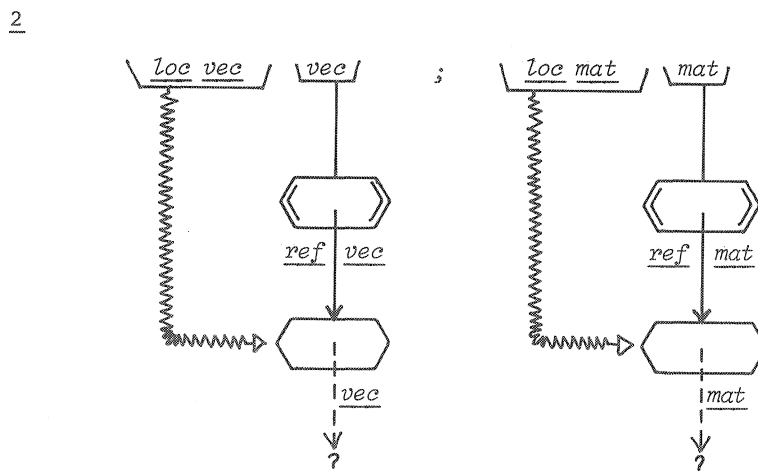 2
loc vec vec ; loc mat mat
ref vec ref mat
vec mat
? ?